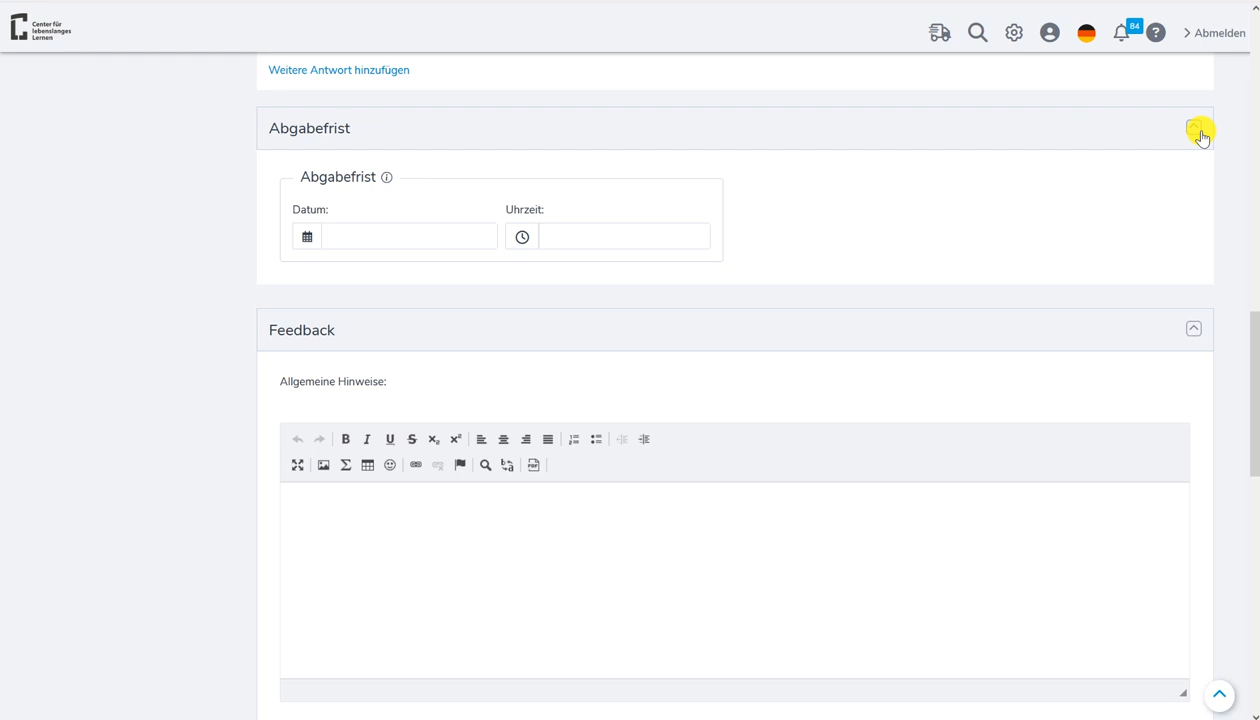 Center für
lebenslanges
Lernen
84
Abmelden
Weitere Antwort hinzufügen
Abgabefrist
Abgabefrist
Datum:
Uhrzeit:
Feedback
Allgemeine Hinweise: